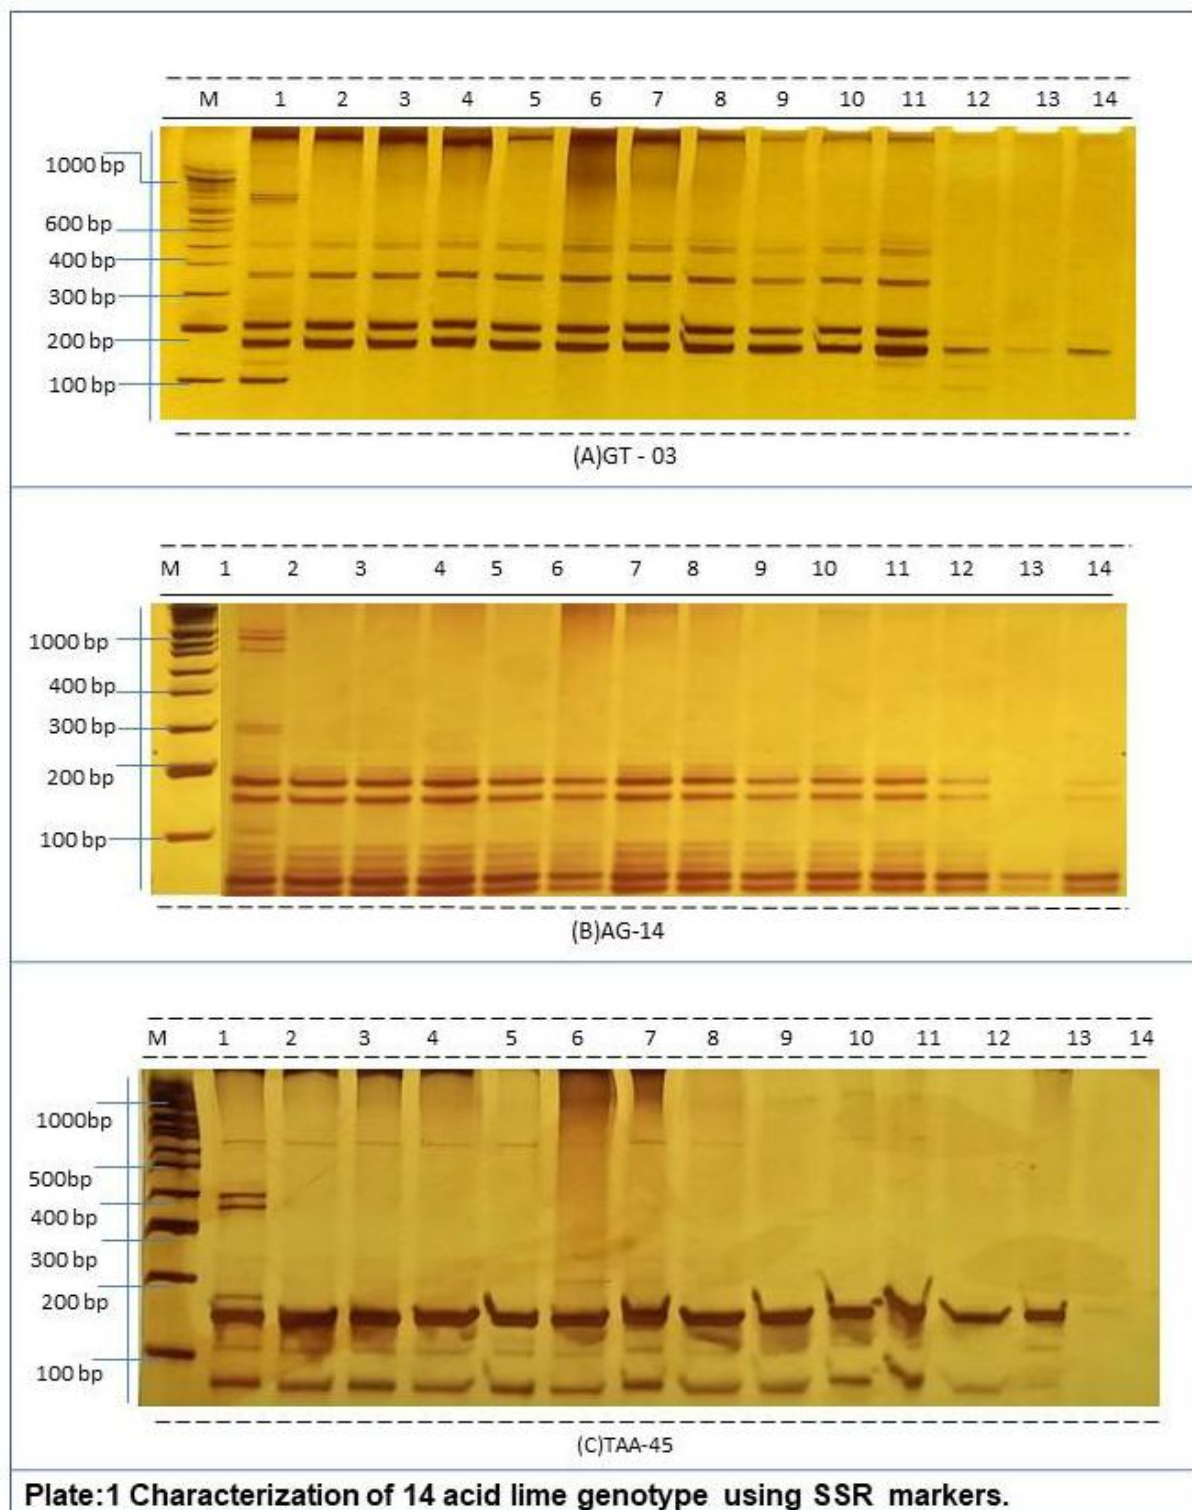 M 1 2 3 4 5 6 7 8 9 10 11 12 13 14
1000 bp
600 bp
400 bp
300 bp
200 bp
100 bp
(A)GT - 03
M 1 2 3 4 5 6 7 8 9 10 11 12 13 14
1000 bp
400 bp
300 bp
200 bp
100 bp
(B)AG-14
M 1 2 3 4 5 6 7 8 9 10 11 12 13 14
1000bp
500bp
400 bp
300 bp
200 bp
100 bp
(C)TAA-45
Plate:1 Characterization of 14 acid lime genotype using SSR markers.